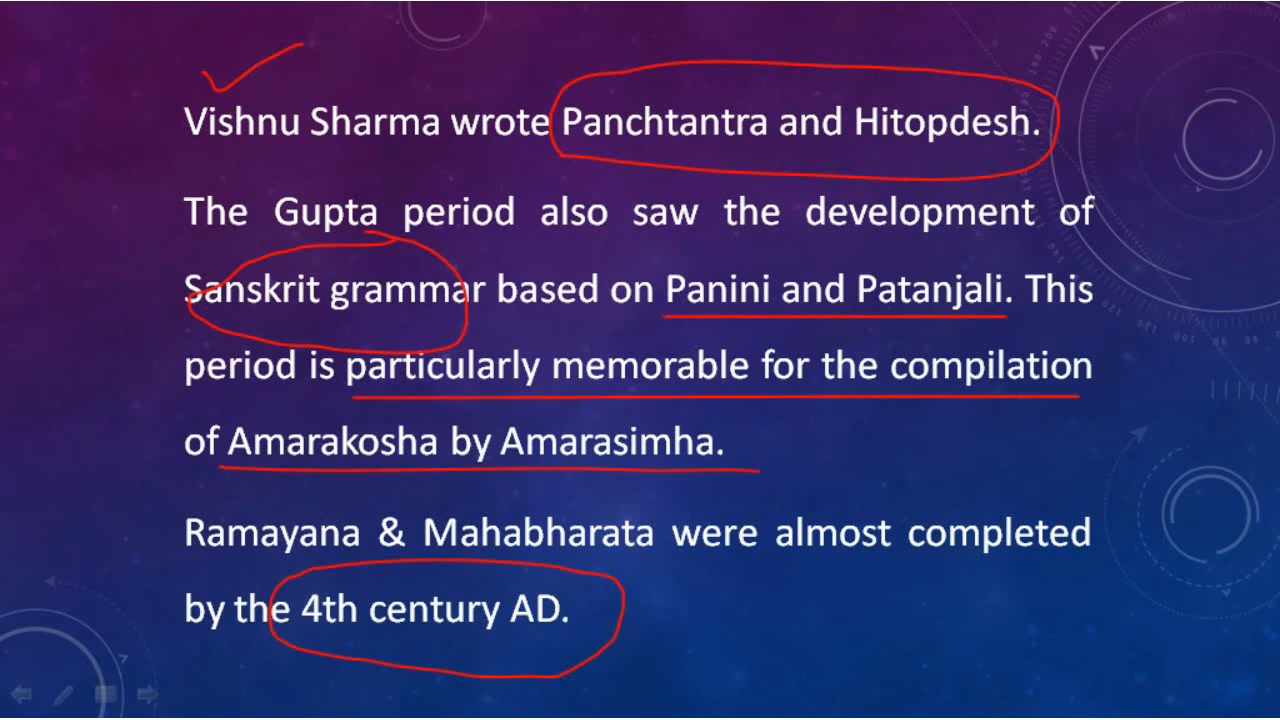 Vishnu Sharma wrote Panchtantra and Hitopdesh.
The Gupta period also saw the development of
Sanskrit grammar based on Panini and Patanjali. This
period is particularly memorable for the compilation
of Amarakosha by Amarasimha.
Ramayana & Mahabharata were almost completed
by the 4th century AD.